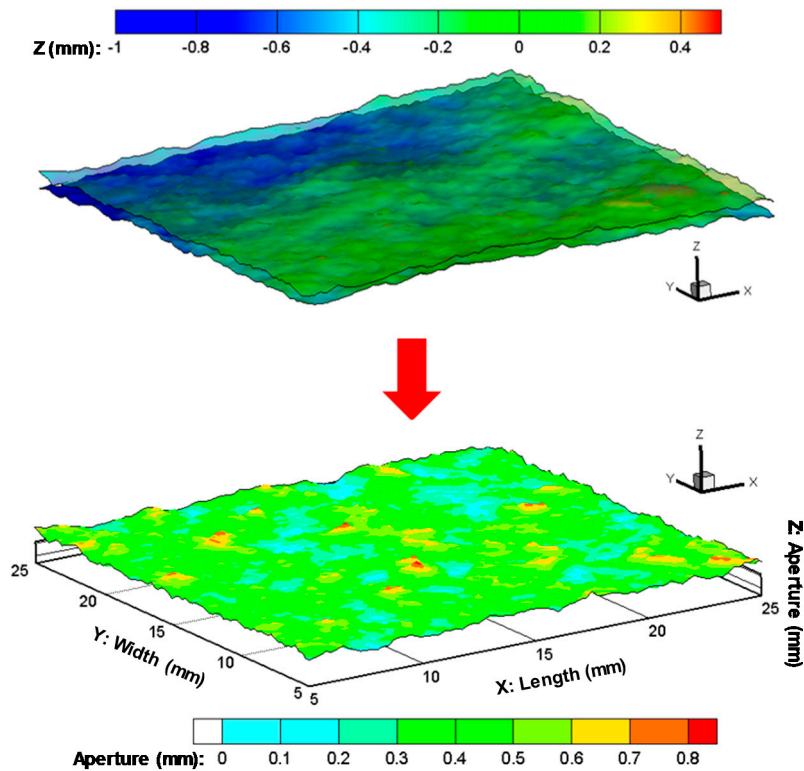 Z (mm): -1 -0.8 -0.6 -0.4 -0.2 0 0.2 0.4
Z
Y
X
Z
Y
X
Z: Aperture (mm)
25
20
15
10
5
Y: Width (mm)
5
10
15
20
25
X: Length (mm)
Aperture (mm): 0 0.1 0.2 0.3 0.4 0.5 0.6 0.7 0.8